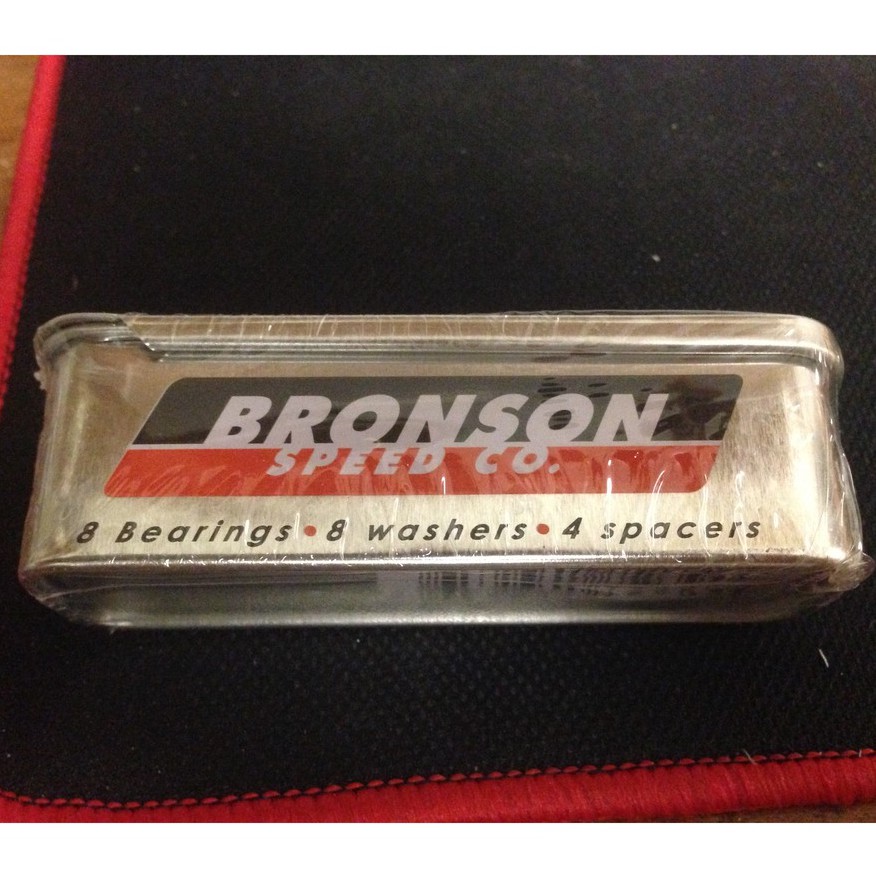 BRONSON
SPEED CO.
8 Bearings • 8 washers • 4 spacers